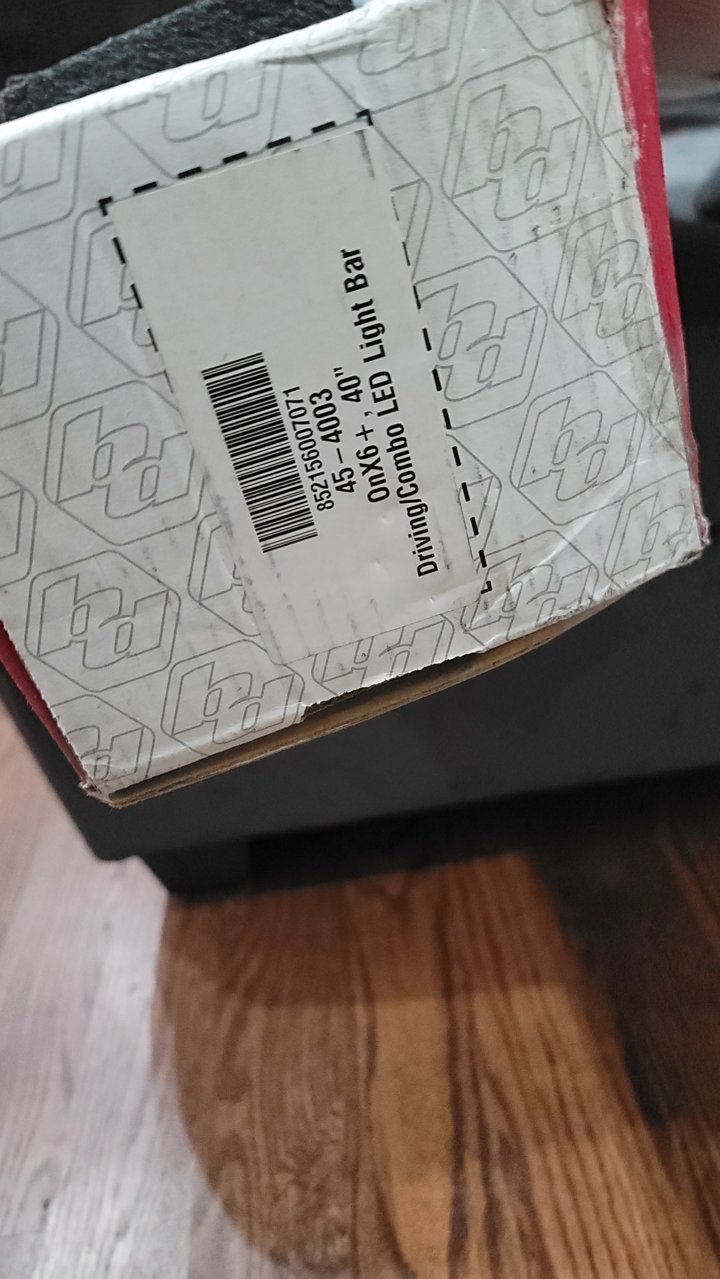 852156007071
45-4003
OnX6+, 40"
Driving/Combo LED Light Bar